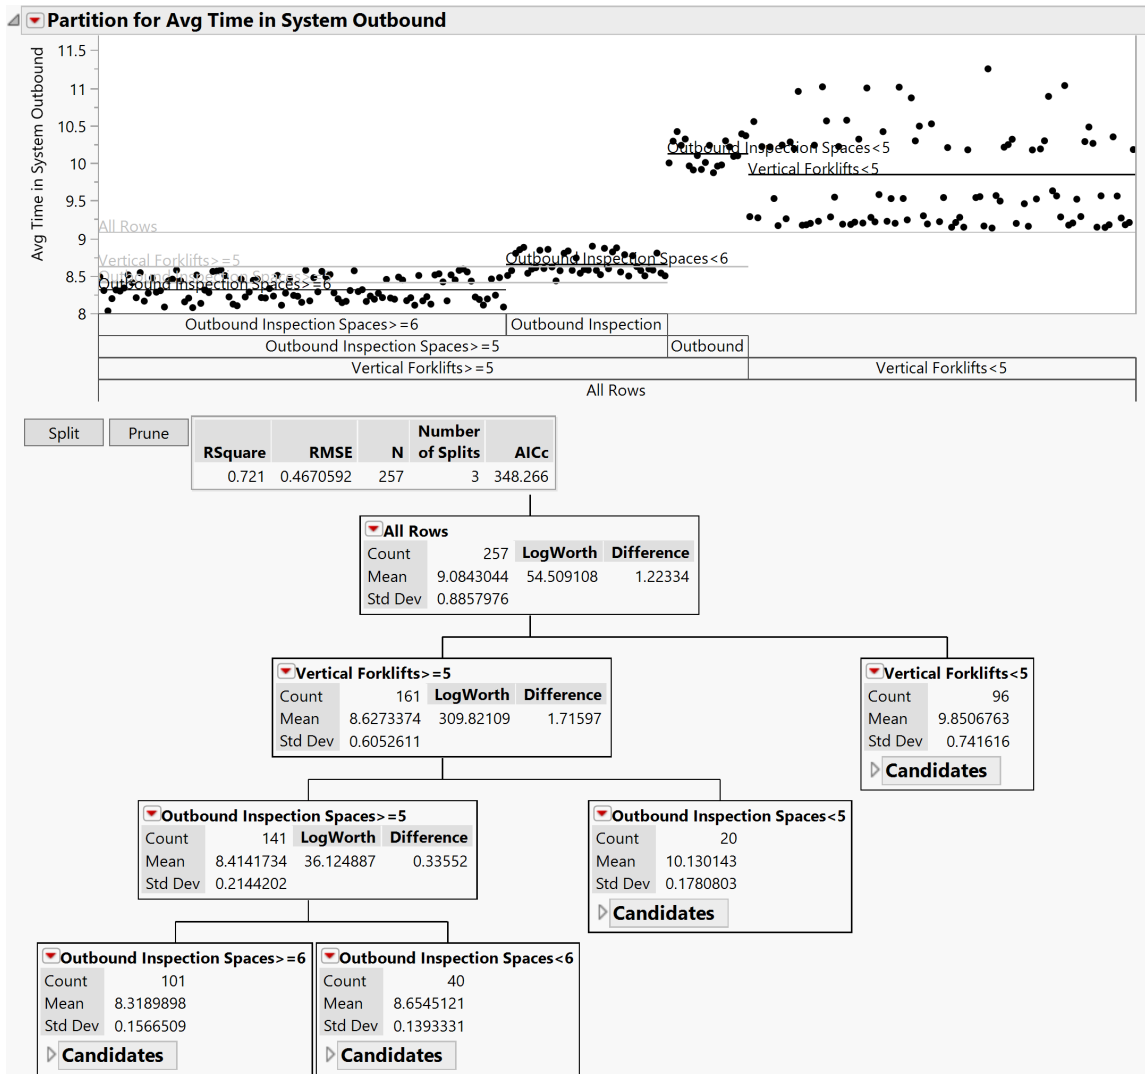 Partition for Avg Time in System Outbound
Avg Time in System Outbound
11.5
11
10.5
10
9.5
9
8.5
8
All Rows
Vertical Forklifts>=5
Outbound Inspection Spaces>=5
Outbound Inspection Spaces>=6
Outbound Inspection Spaces<6
Outbound Inspection Spaces<5
Vertical Forklifts<5
Outbound Inspection Spaces>=6 Outbound Inspection
Outbound Inspection Spaces>=5 Outbound
Vertical Forklifts>=5 Vertical Forklifts<5
All Rows
Split Prune
Number
RSquare RMSE N of Splits AICc
0.721 0.4670592 257 3 348.266
All Rows
Count 257 LogWorth Difference
Mean 9.0843044 54.509108 1.22334
Std Dev 0.8857976
Vertical Forklifts>=5
Count 161 LogWorth Difference
Mean 8.6273374 309.82109 1.71597
Std Dev 0.6052611
Vertical Forklifts<5
Count 96
Mean 9.8506763
Std Dev 0.741616
Candidates
Outbound Inspection Spaces>=5
Count 141 LogWorth Difference
Mean 8.4141734 36.124887 0.33552
Std Dev 0.2144202
Outbound Inspection Spaces<5
Count 20
Mean 10.130143
Std Dev 0.1780803
Candidates
Outbound Inspection Spaces>=6
Count 101
Mean 8.3189898
Std Dev 0.1566509
Candidates
Outbound Inspection Spaces<6
Count 40
Mean 8.6545121
Std Dev 0.1393331
Candidates